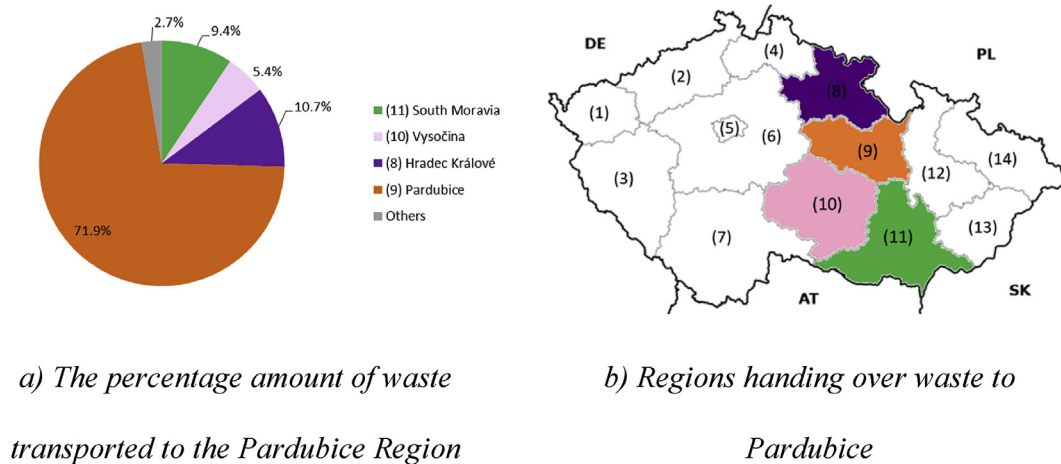 2.7%
9.4%
5.4%
10.7%
71.9%
(11) South Moravia
(10) Vysočina
(8) Hradec Králové
(9) Pardubice
Others
DE
PL
(4)
(2)
(8)
(1)
(5)
(6)
(9)
(14)
(3)
(12)
(10)
(7)
(11)
(13)
AT
SK
a) The percentage amount of waste
transported to the Pardubice Region
b) Regions handing over waste to
Pardubice